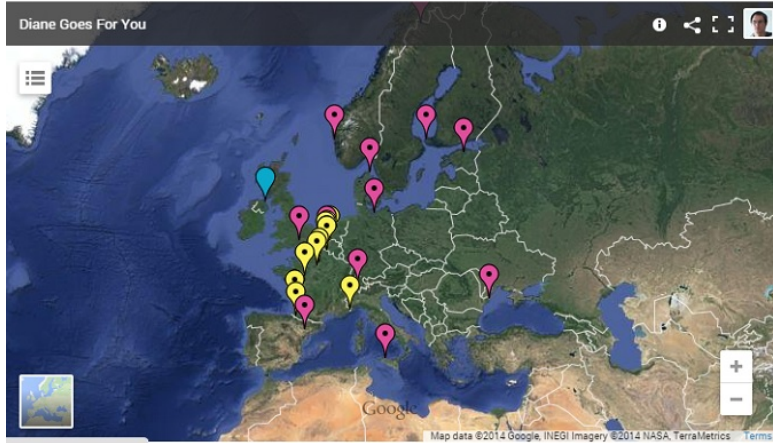 Diane Goes For You
Google
Map data ©2014 Google, INEGI Imagery ©2014 NASA, TerraMetrics Terms